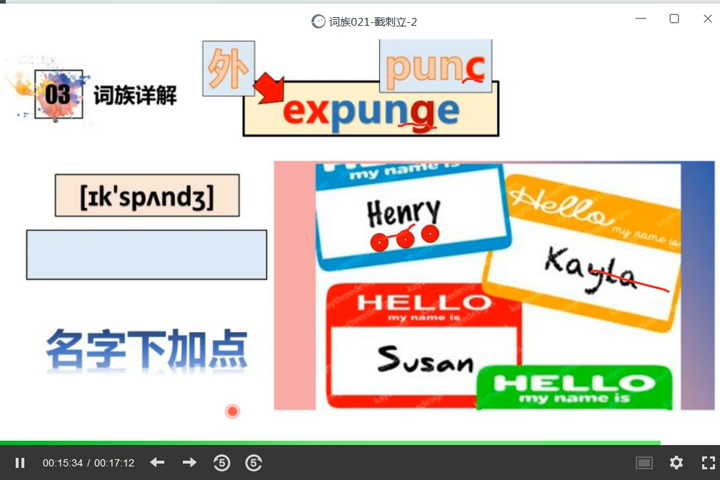 词族021-戳刺立-2
外
punc
03
词族详解
expunge
[ɪk'spʌndʒ]
名字下加点
HELLO
my name is
Henry
Hello
my name is
Kayla
HELLO
my name is
Susan
HELLO
my name is
00:15:34 / 00:17:12
5
5